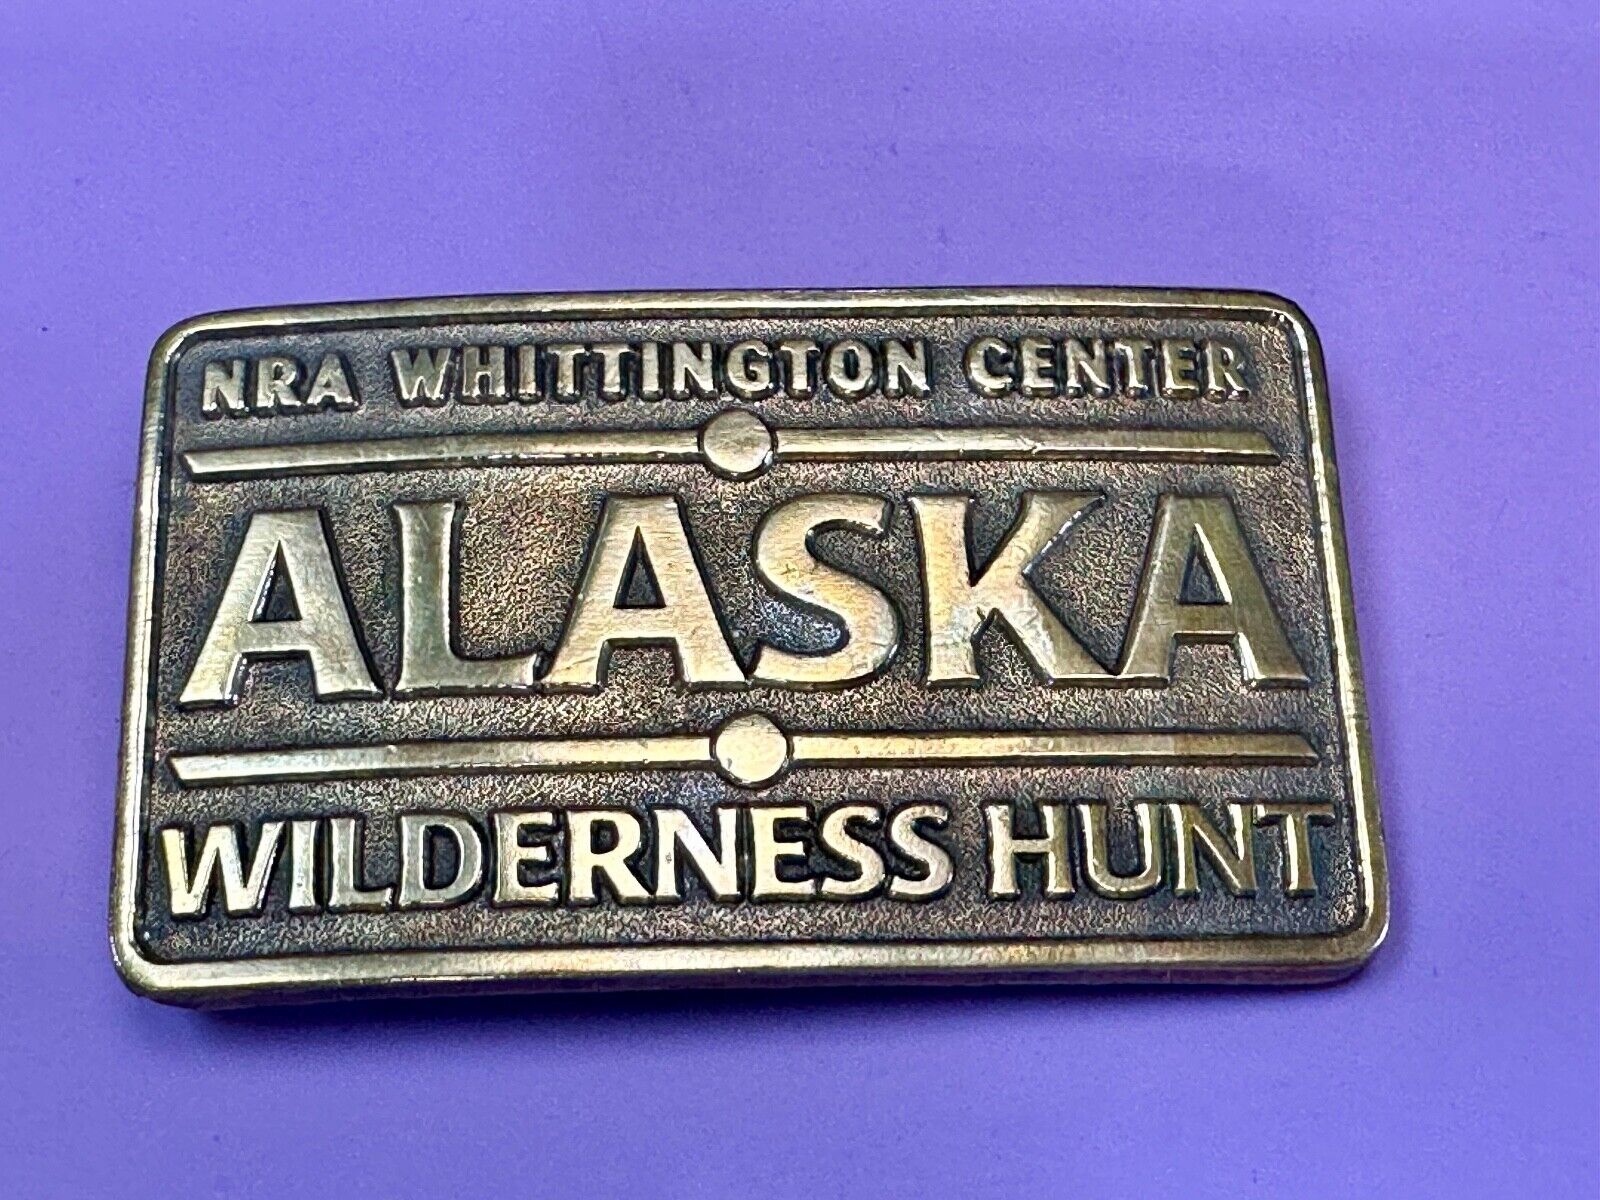 NRA WHITTINGTON CENTER
ALASKA
WILDERNESS HUNT